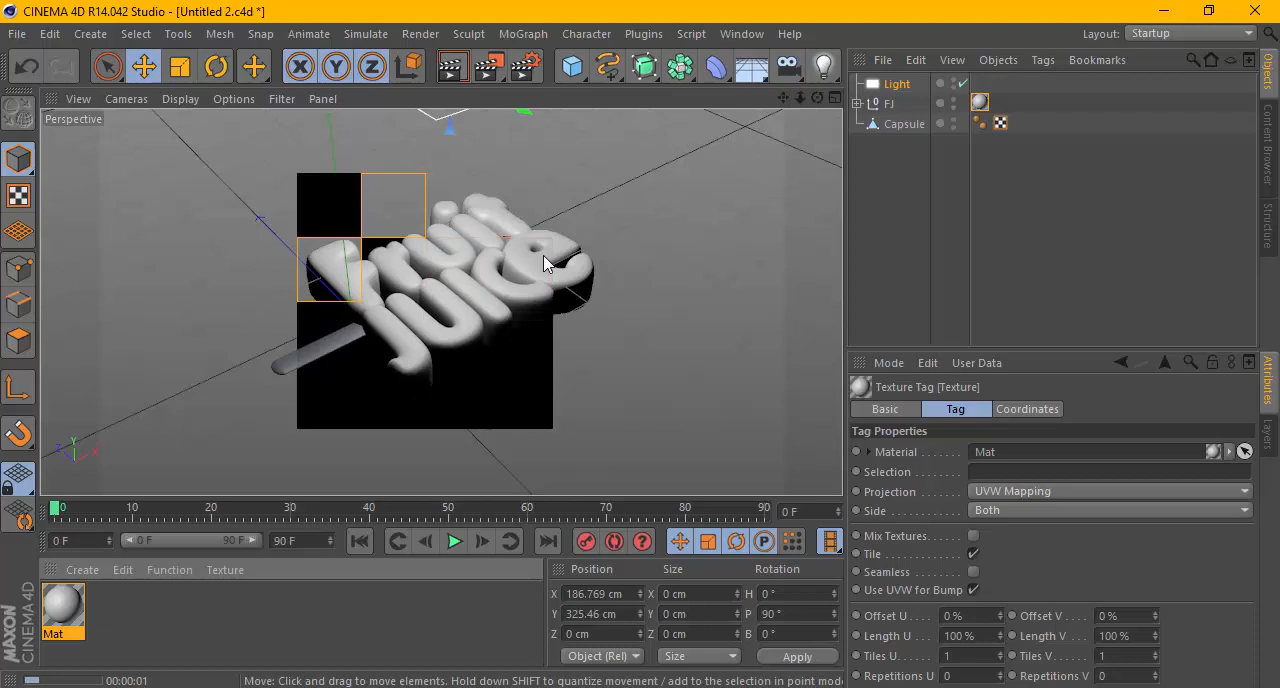 CINEMA 4D R14.042 Studio - [Untitled 2.c4d *]
File Edit Create Select Tools Mesh Snap Animate Simulate Render Sculpt MoGraph Character Plugins Script Window Help Layout: Startup
X Y Z
View Cameras Display Options Filter Panel
File Edit View Objects Tags Bookmarks
Perspective
Light
FJ
Capsule
Objects
Content Browser
Structure
fruit
juice
Y
Z X
Mode Edit User Data
Texture Tag [Texture]
Basic Tag Coordinates
Tag Properties
Material . . . . . . . Mat
Selection . . . . . . .
Projection . . . . . . UVW Mapping
Side . . . . . . . . . . Both
Mix Textures. . . . .
Tile . . . . . . . . . . .
Seamless . . . . . . .
Use UVW for Bump
Offset U . . 0 % Offset V . . 0 %
Length U . 100 % Length V . 100 %
Tiles U. . . . 1 Tiles V. . . . 1
Repetitions U 0 Repetitions V 0
Attributes
Layers
0 10 20 30 40 50 60 70 80 90 0 F
0 F 0 F 90 F 90 F
P
Create Edit Function Texture
Mat
Position Size Rotation
X 186.769 cm X 0 cm H 0 °
Y 325.46 cm Y 0 cm P 90 °
Z 0 cm Z 0 cm B 0 °
Object (Rel) Size Apply
MAXON
CINEMA 4D
00:00:01 Move: Click and drag to move elements. Hold down SHIFT to quantize movement / add to the selection in point mode